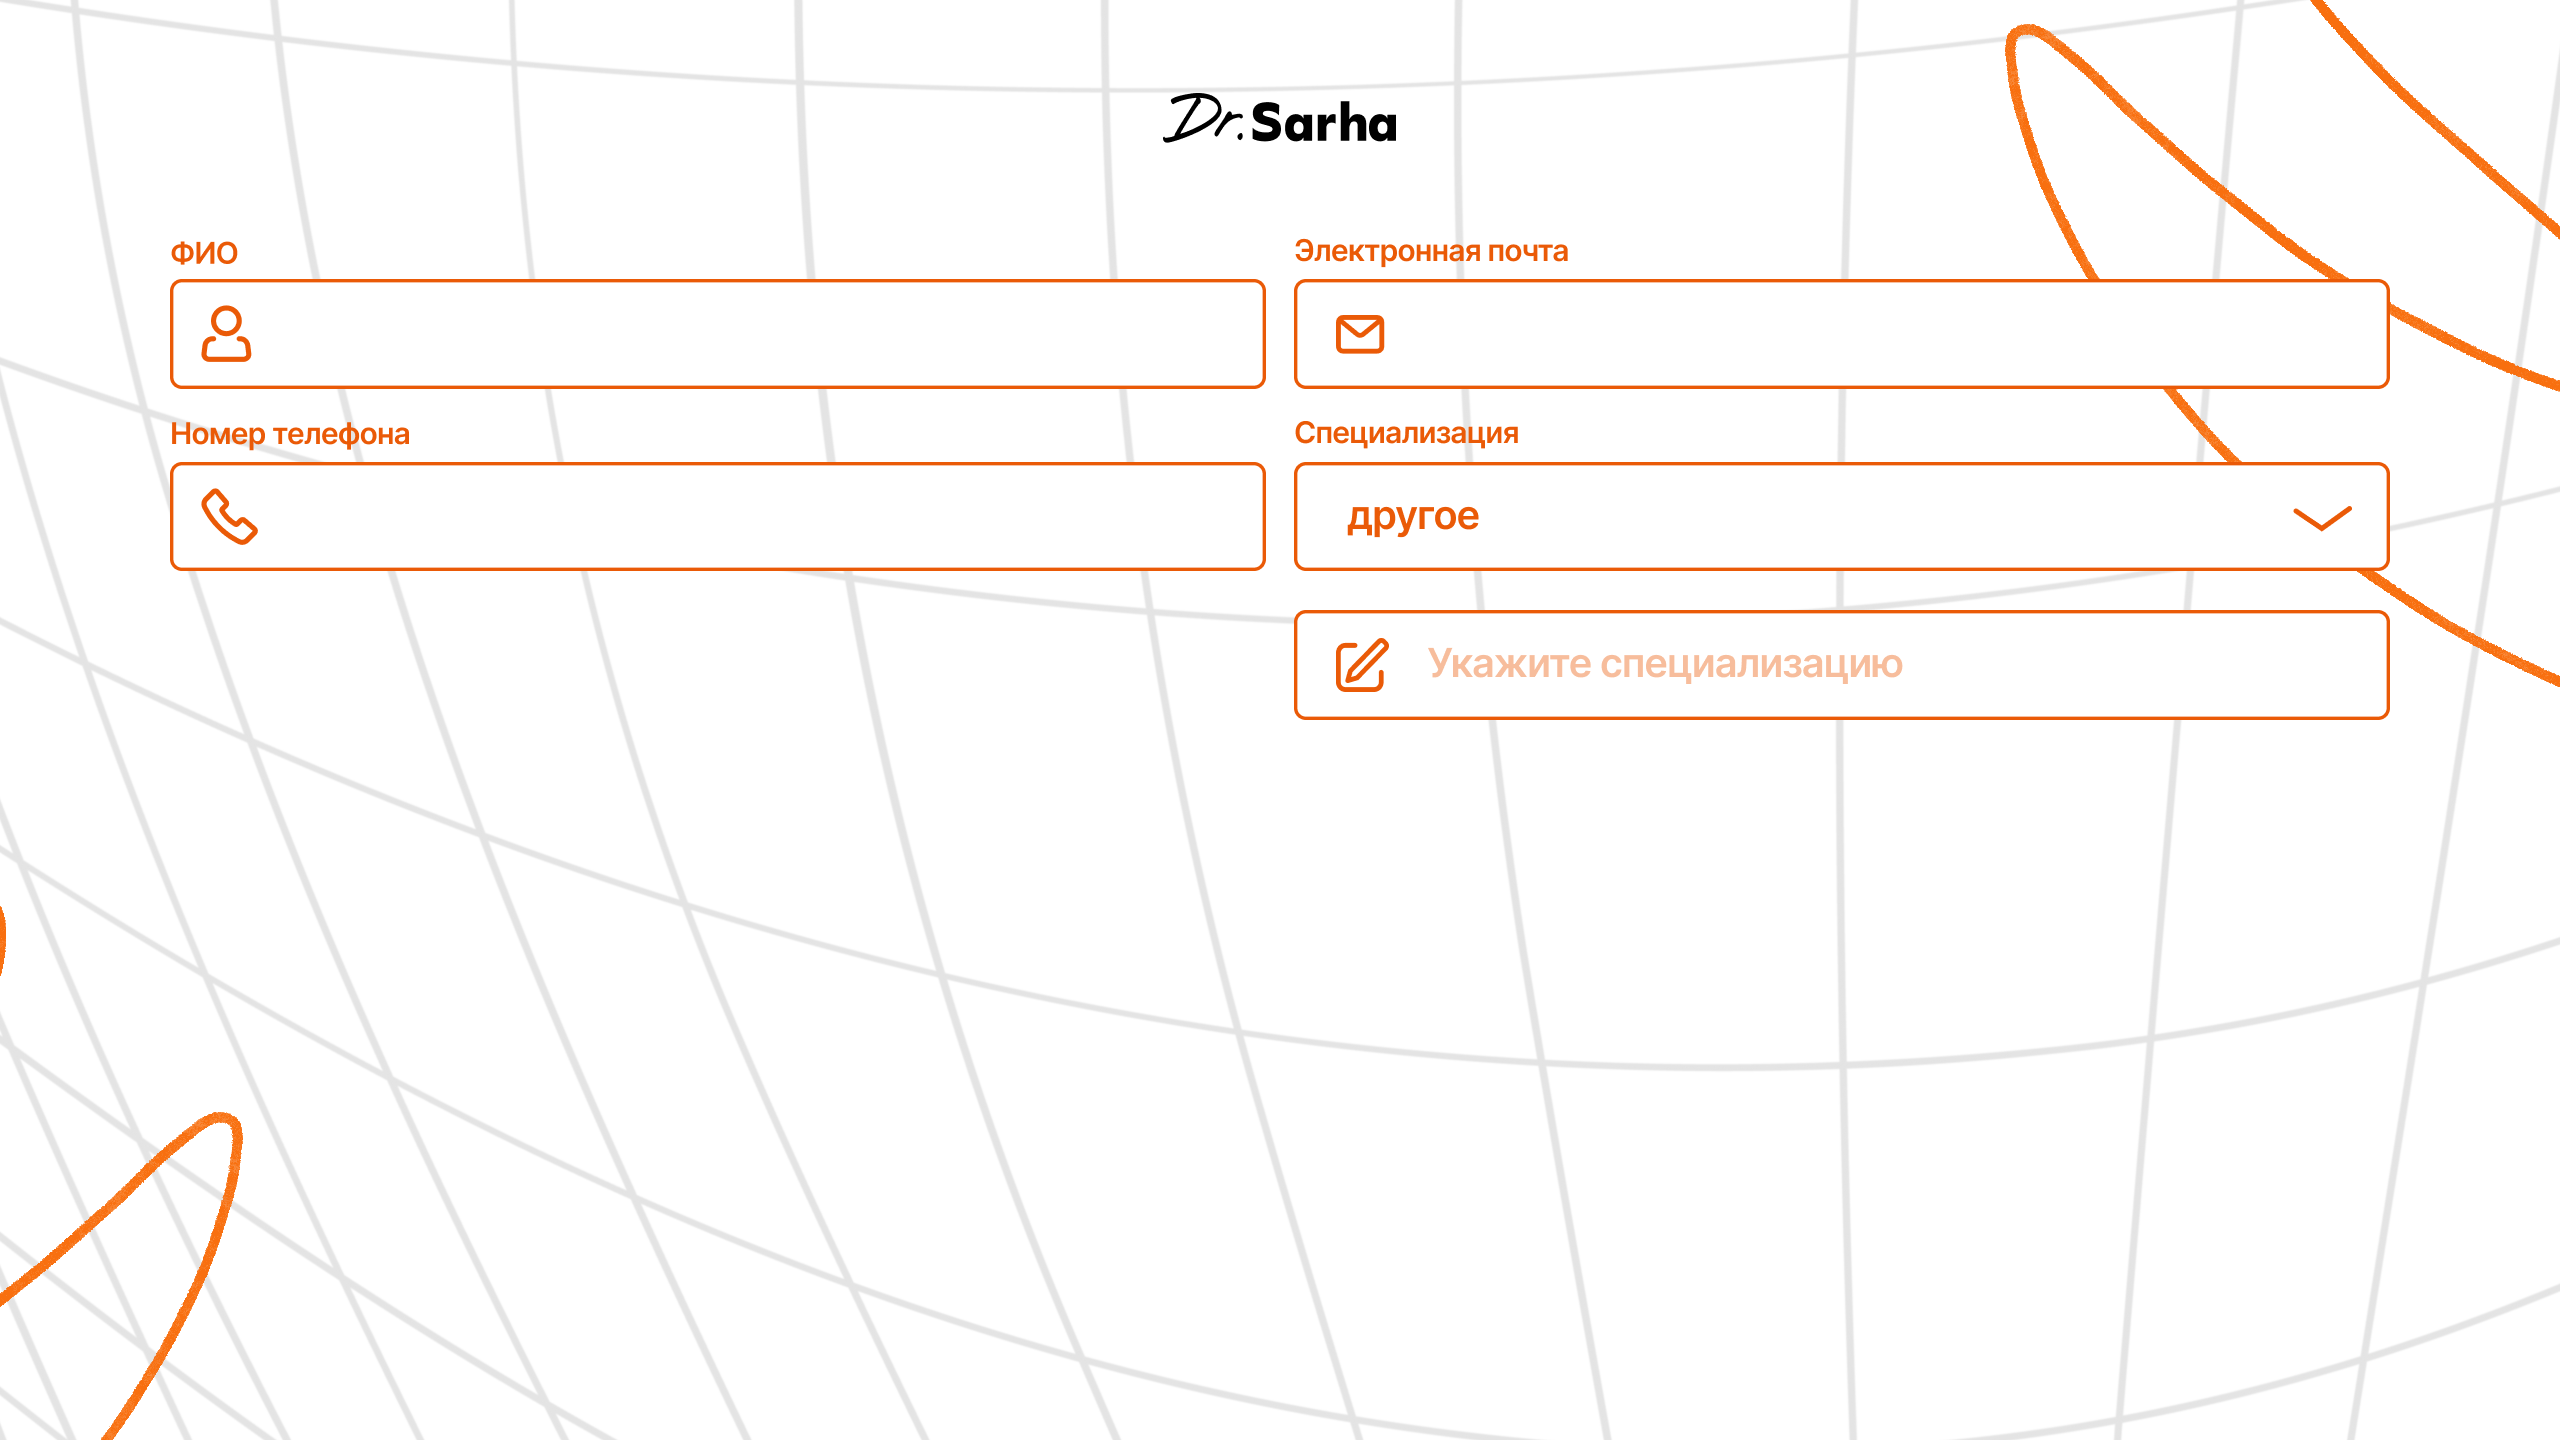 Dr.Sarha
ФИО
Электронная почта
Номер телефона
Специализация
другое
Укажите специализацию